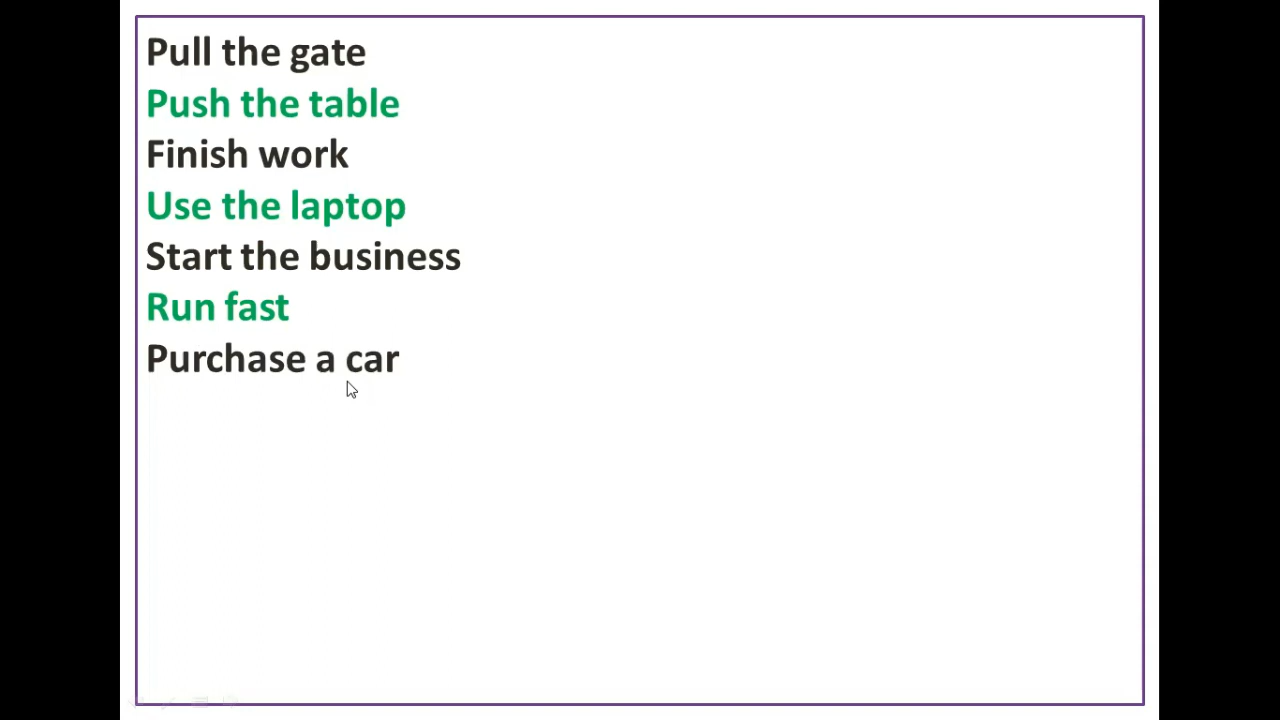 Pull the gate
Push the table
Finish work
Use the laptop
Start the business
Run fast
Purchase a car